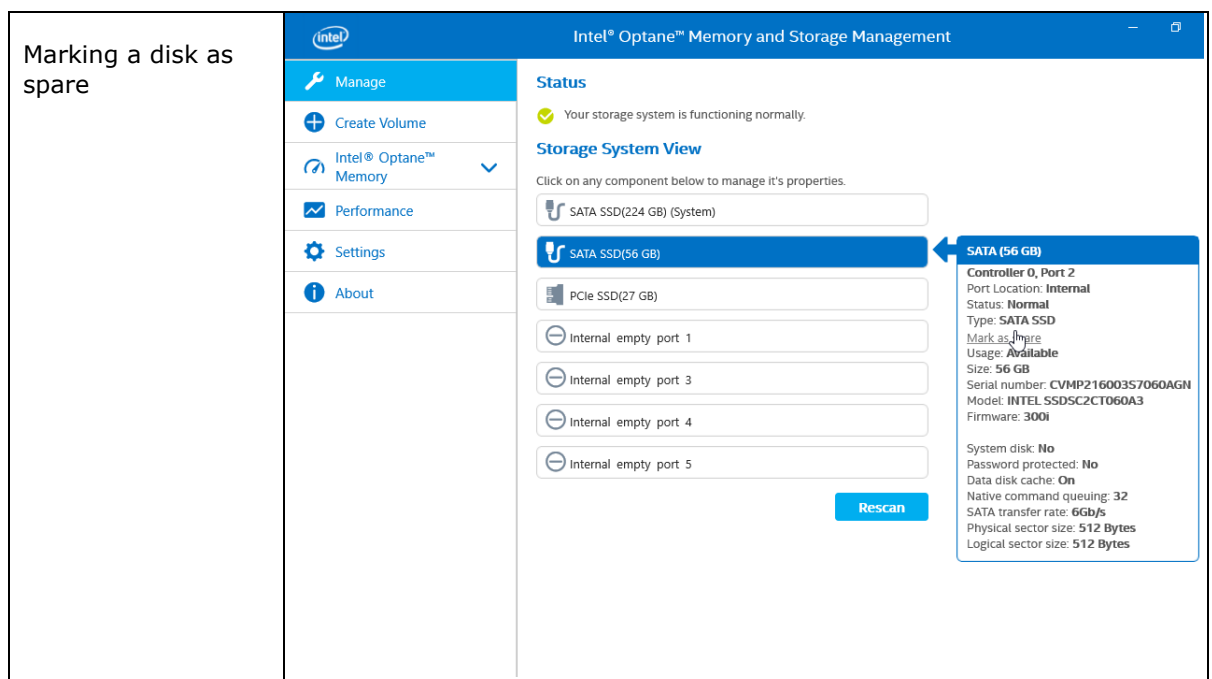 Marking a disk as
spare
intel
Intel® Optane™ Memory and Storage Management
Manage
Create Volume
Intel® Optane™
Memory
Performance
Settings
About
Status
Your storage system is functioning normally.
Storage System View
Click on any component below to manage it's properties.
SATA SSD(224 GB) (System)
SATA SSD(56 GB)
PCIe SSD(27 GB)
Internal empty port 1
Internal empty port 3
Internal empty port 4
Internal empty port 5
Rescan
SATA (56 GB)
Controller 0, Port 2
Port Location: Internal
Status: Normal
Type: SATA SSD
Mark as spare
Usage: Available
Size: 56 GB
Serial number: CVMP216003S7060AGN
Model: INTEL SSDSC2CT060A3
Firmware: 300i
System disk: No
Password protected: No
Data disk cache: On
Native command queuing: 32
SATA transfer rate: 6Gb/s
Physical sector size: 512 Bytes
Logical sector size: 512 Bytes